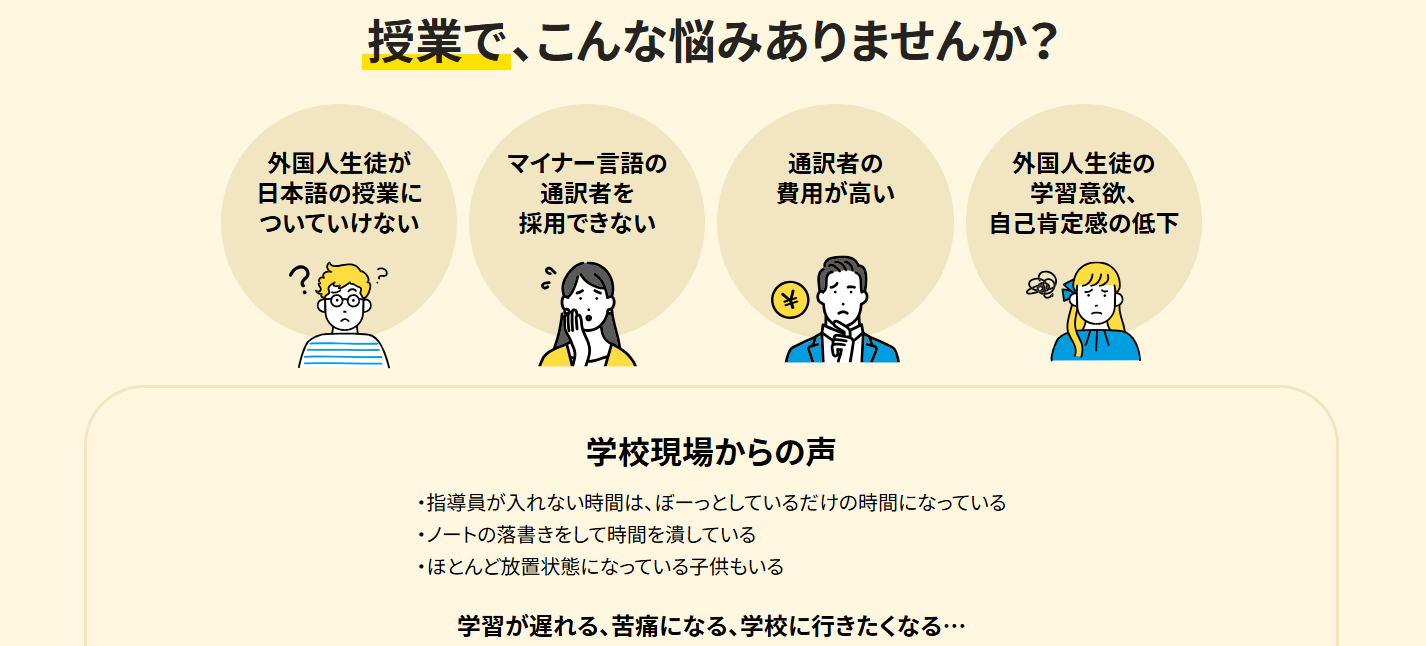 授業で、こんな悩みありませんか？
外国人生徒が
日本語の授業に
ついていけない
マイナー言語の
通訳者を
採用できない
通訳者の
費用が高い
外国人生徒の
学習意欲、
自己肯定感の低下
? ?
¥
学校現場からの声
・指導員が入れない時間は、ぼーっとしているだけの時間になっている
・ノートの落書きをして時間を潰している
・ほとんど放置状態になっている子供もいる
学習が遅れる、苦痛になる、学校に行きたくなる…